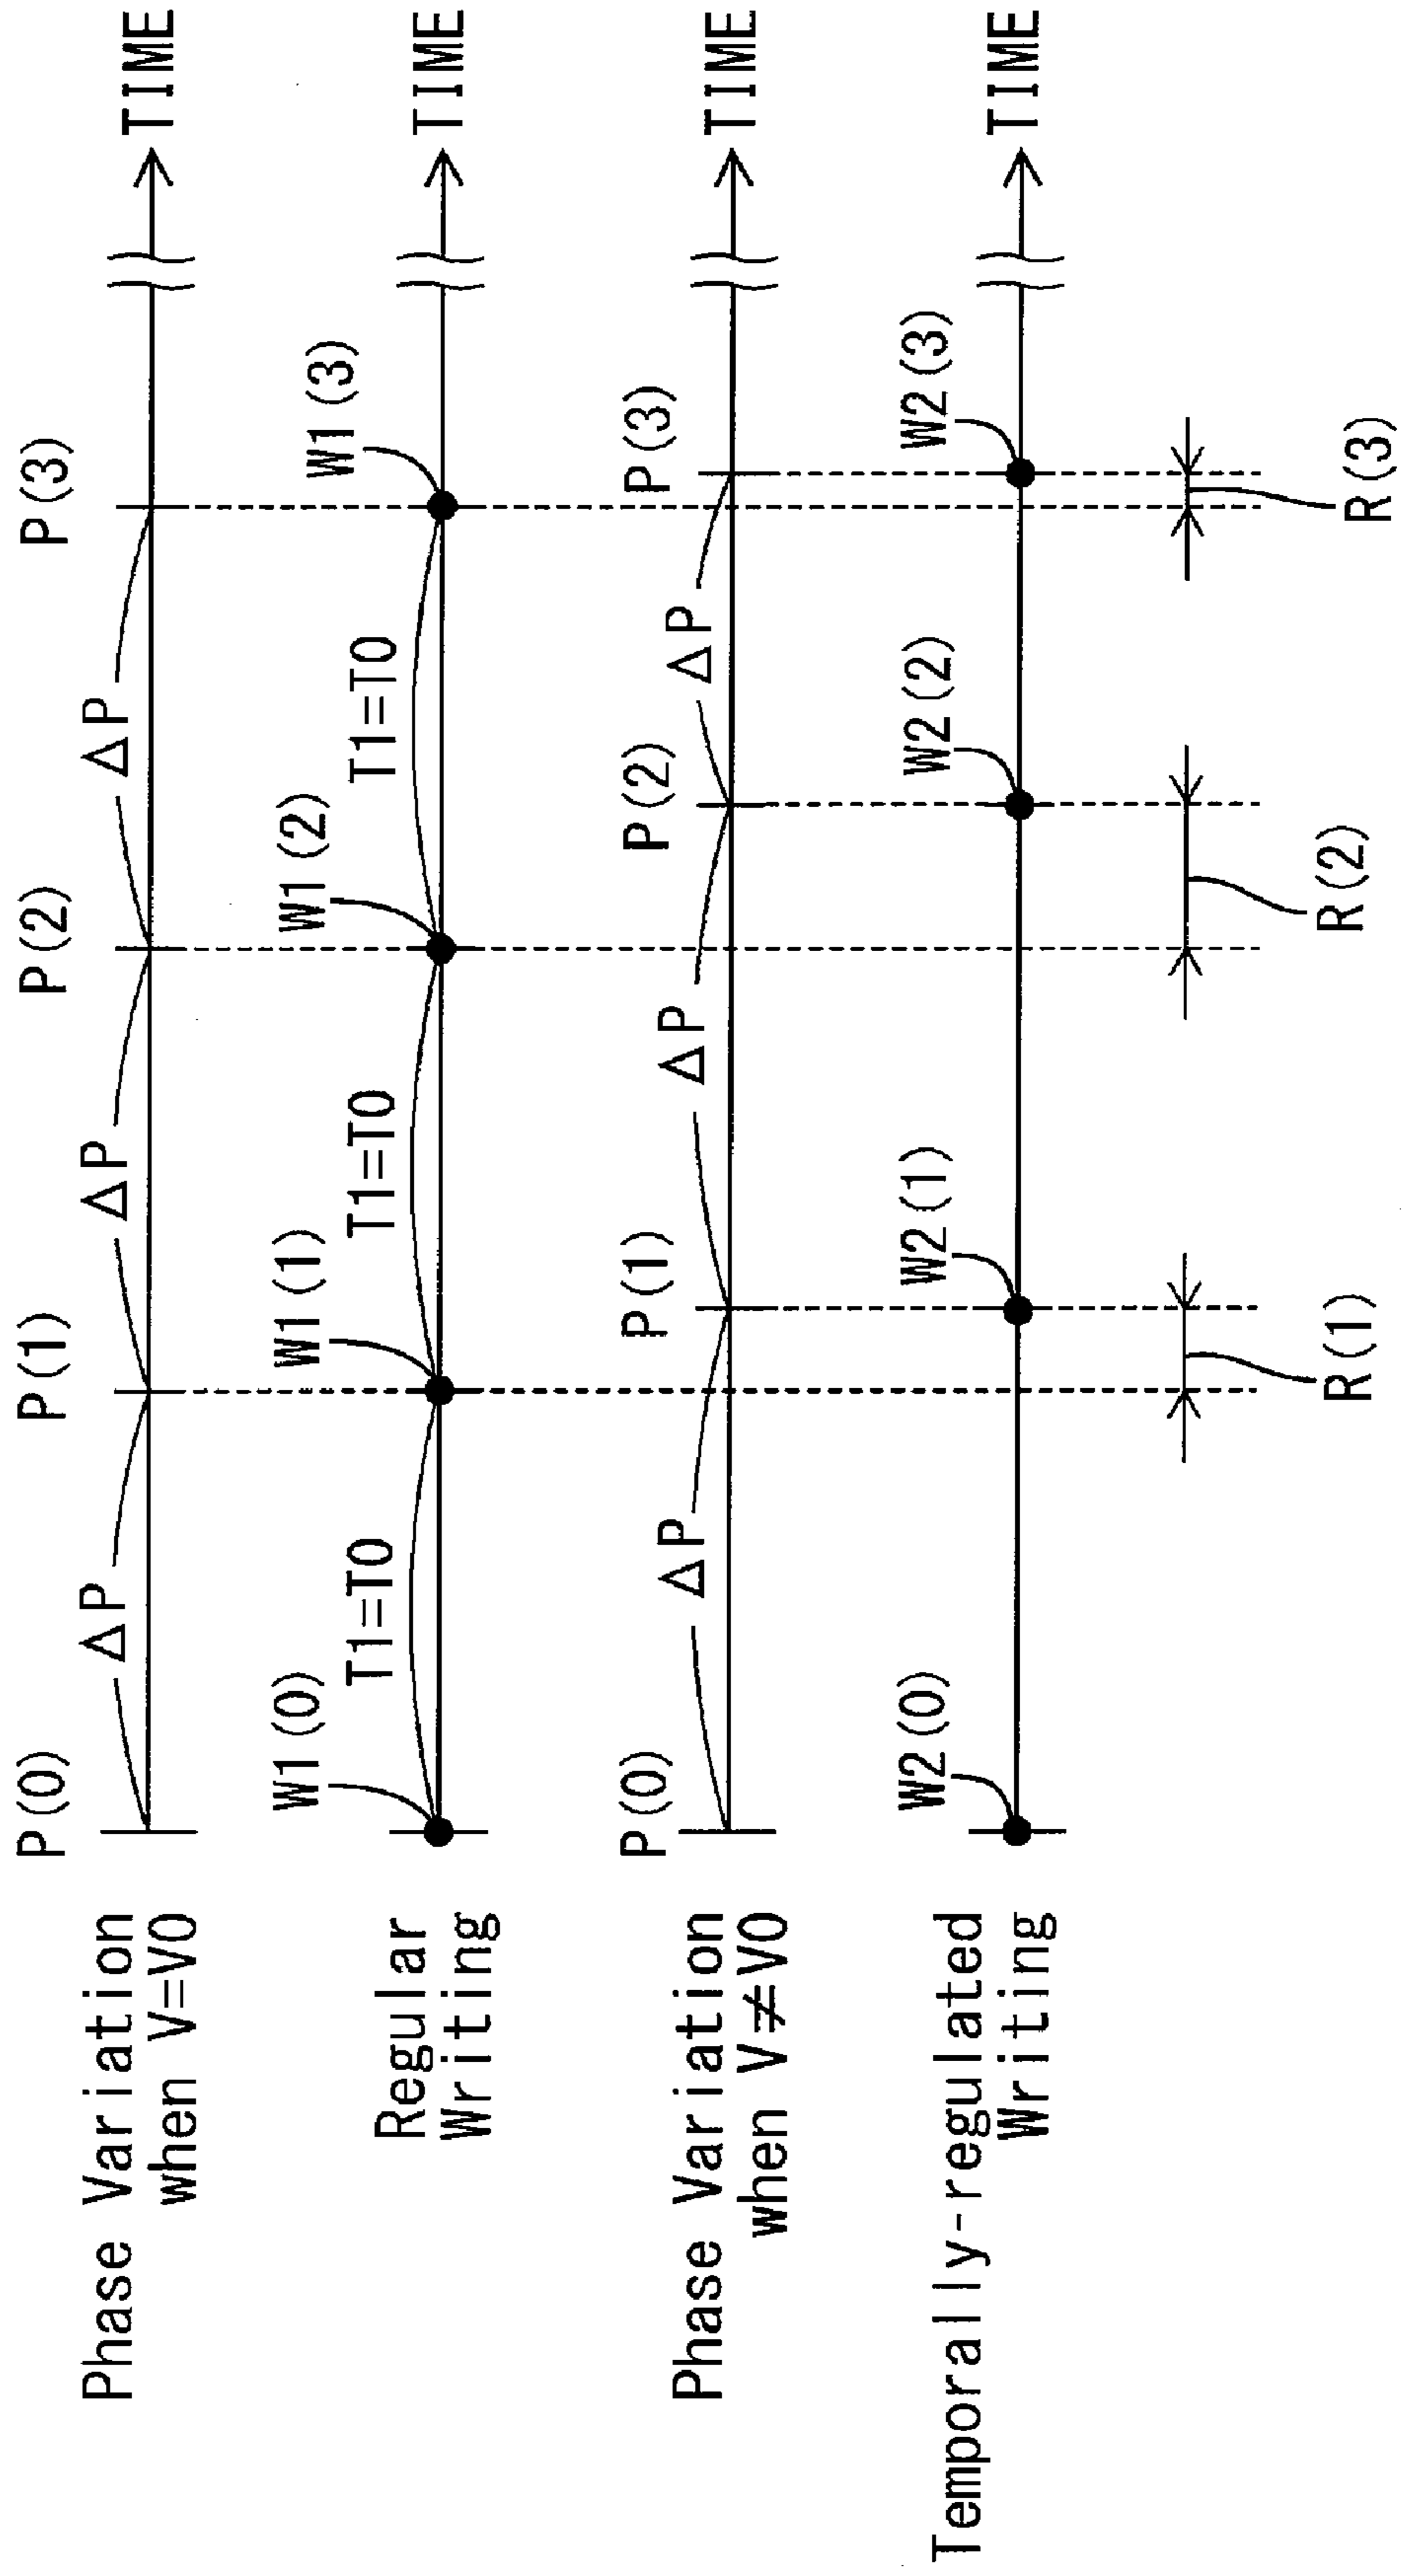 P(0) P(1) P(2) P(3)
Phase Variation
when V=V0
ΔP ΔP ΔP
TIME
W1(0) W1(1) W1(2) W1(3)
Regular
Writing
T1=T0 T1=T0 T1=T0
TIME
P(0) P(1) P(2) P(3)
Phase Variation
when V≠V0
ΔP ΔP ΔP
TIME
W2(0) W2(1) W2(2) W2(3)
Temporally-regulated
Writing
TIME
R(1) R(2) R(3)